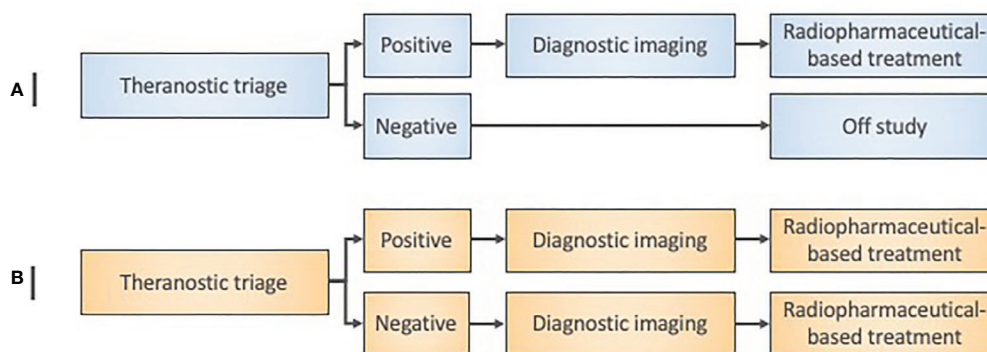 Positive
Diagnostic imaging
Radiopharmaceutical-
based treatment
A
Theranostic triage
Negative
Off study
Positive
Diagnostic imaging
Radiopharmaceutical-
based treatment
B
Theranostic triage
Negative
Diagnostic imaging
Radiopharmaceutical-
based treatment